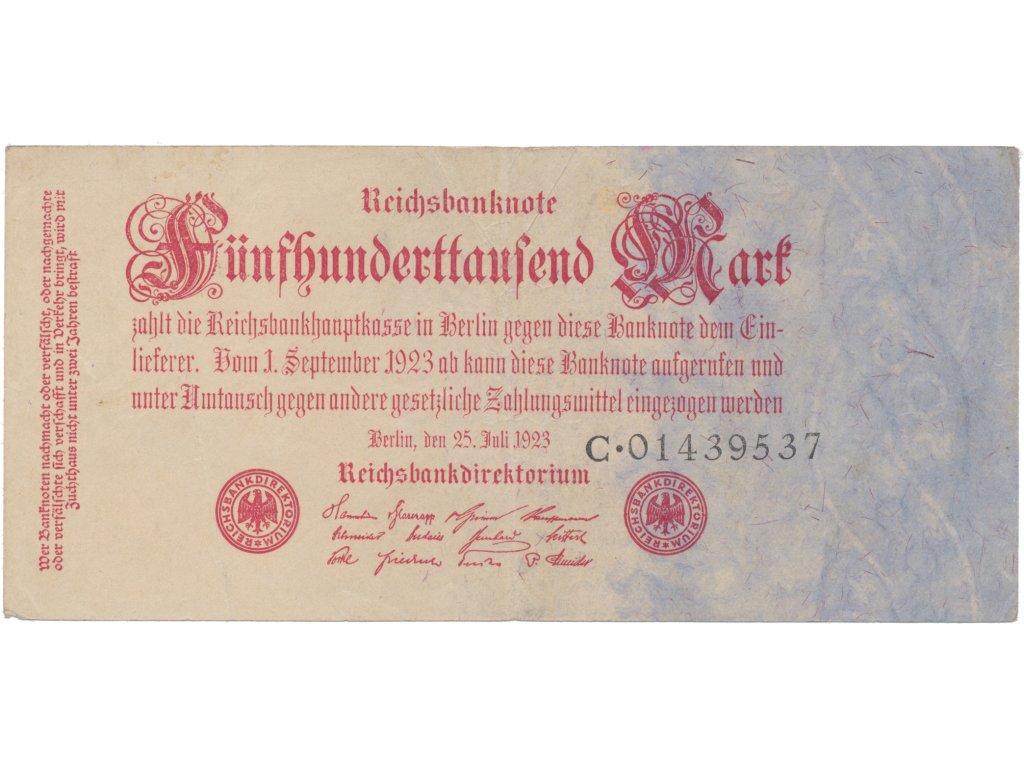 Reichsbanknote
Fünfhunderttausend Mark
zahlt die Reichsbankhauptkasse in Berlin gegen diese Banknote dem Ein-
lieferer. Vom 1. September 1923 ab kann diese Banknote aufgerufen und
unter Umtausch gegen andere gesetzliche Zahlungsmittel eingezogen werden
Berlin, den 25. Juli 1923
C·01439537
Reichsbankdirektorium
REICHSBANKDIREKTORIUM
REICHSBANKDIREKTORIUM
Wer Banknoten nachmacht oder verfälscht, oder nachgemachte
oder verfälschte sich verschafft und in Verkehr bringt, wird mit
Zuchthaus nicht unter zwei Jahren bestraft